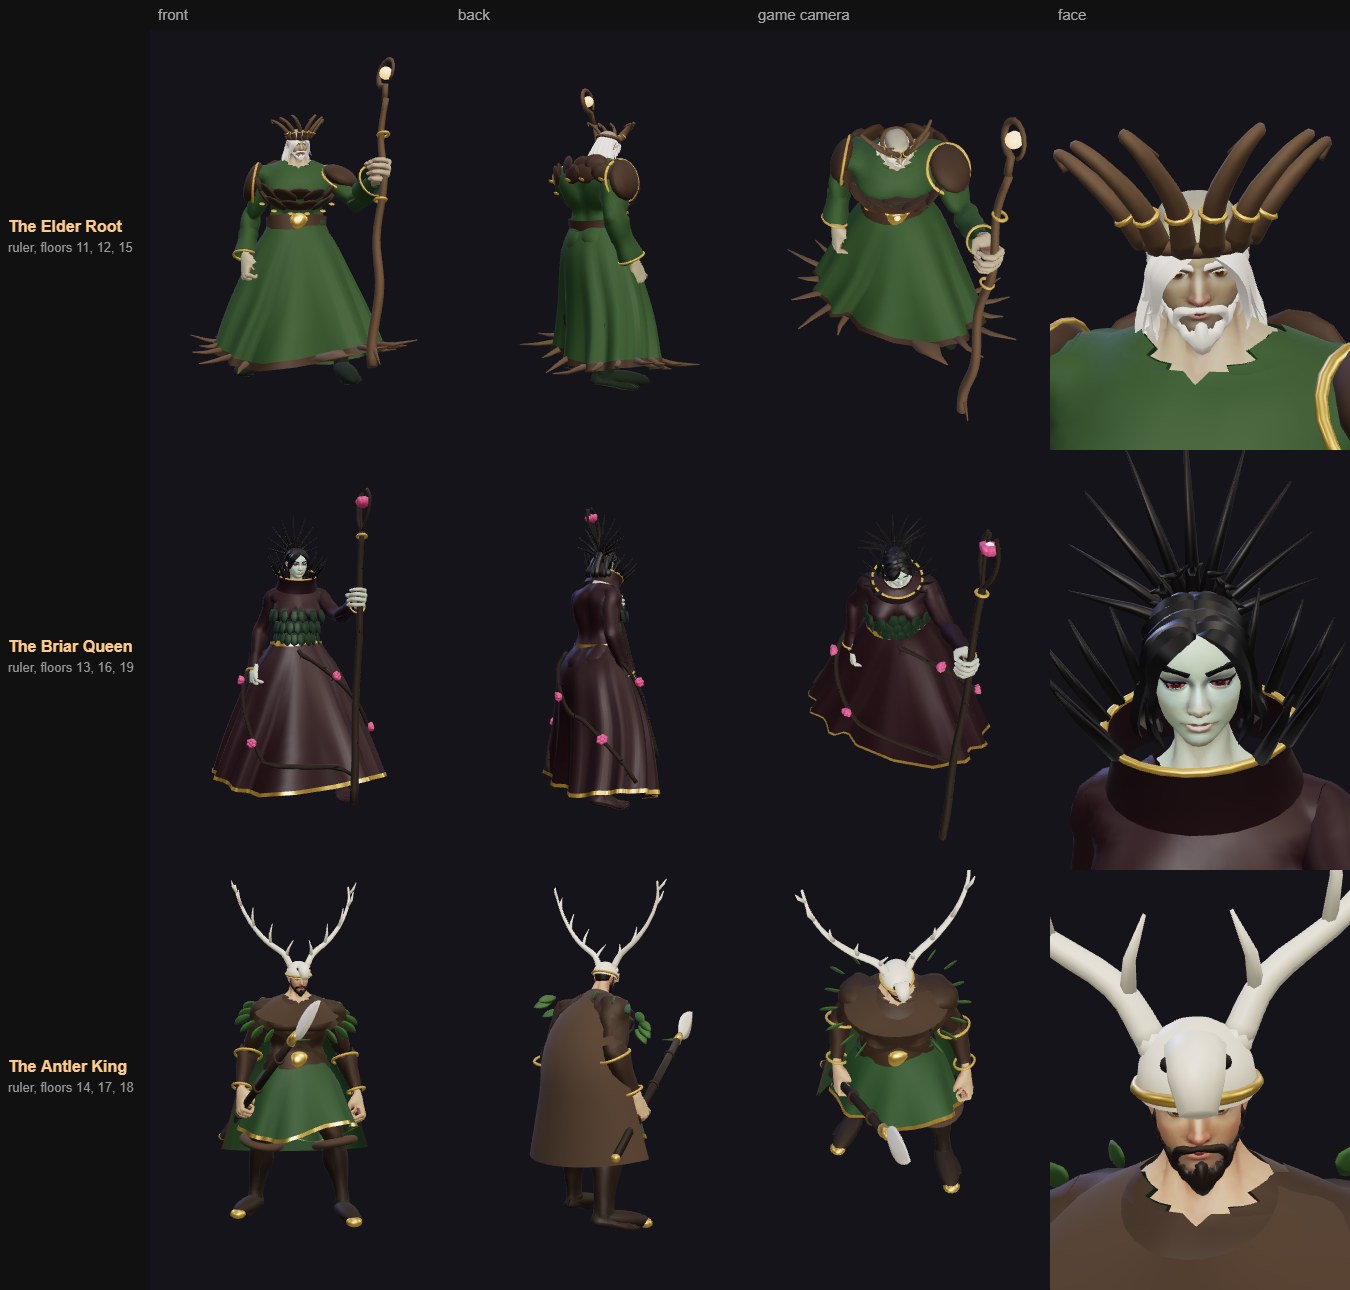 front back game camera face
The Elder Root
ruler, floors 11, 12, 15
The Briar Queen
ruler, floors 13, 16, 19
The Antler King
ruler, floors 14, 17, 18